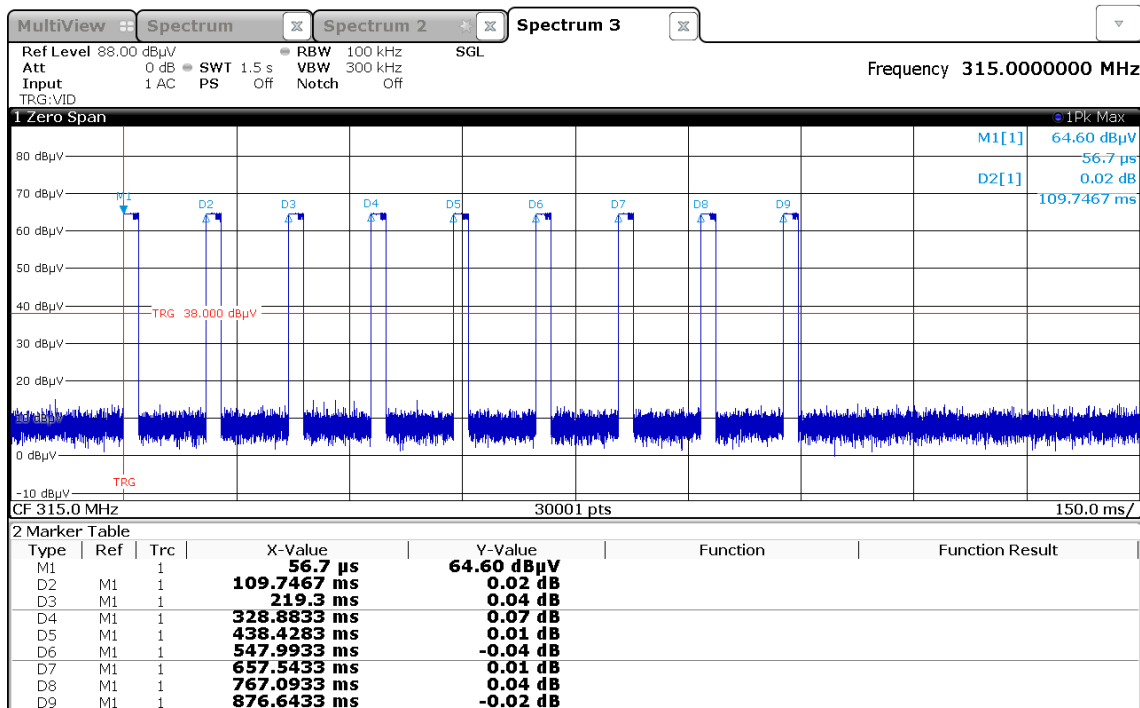 MultiView Spectrum Spectrum 2 Spectrum 3
Ref Level 88.00 dBµV RBW 100 kHz SGL
Att 0 dB SWT 1.5 s VBW 300 kHz
Input 1 AC PS Off Notch Off
TRG:VID
Frequency 315.0000000 MHz
1 Zero Span 1Pk Max
M1[1] 64.60 dBµV
56.7 µs
D2[1] 0.02 dB
109.7467 ms
80 dBµV
70 dBµV
M1 D2 D3 D4 D5 D6 D7 D8 D9
60 dBµV
50 dBµV
40 dBµV
TRG 38.000 dBµV
30 dBµV
20 dBµV
10 dBµV
0 dBµV
TRG
-10 dBµV
CF 315.0 MHz 30001 pts 150.0 ms/
2 Marker Table
Type Ref Trc X-Value Y-Value Function Function Result
M1 1 56.7 µs 64.60 dBµV
D2 M1 1 109.7467 ms 0.02 dB
D3 M1 1 219.3 ms 0.04 dB
D4 M1 1 328.8833 ms 0.07 dB
D5 M1 1 438.4283 ms 0.01 dB
D6 M1 1 547.9933 ms -0.04 dB
D7 M1 1 657.5433 ms 0.01 dB
D8 M1 1 767.0933 ms 0.04 dB
D9 M1 1 876.6433 ms -0.02 dB